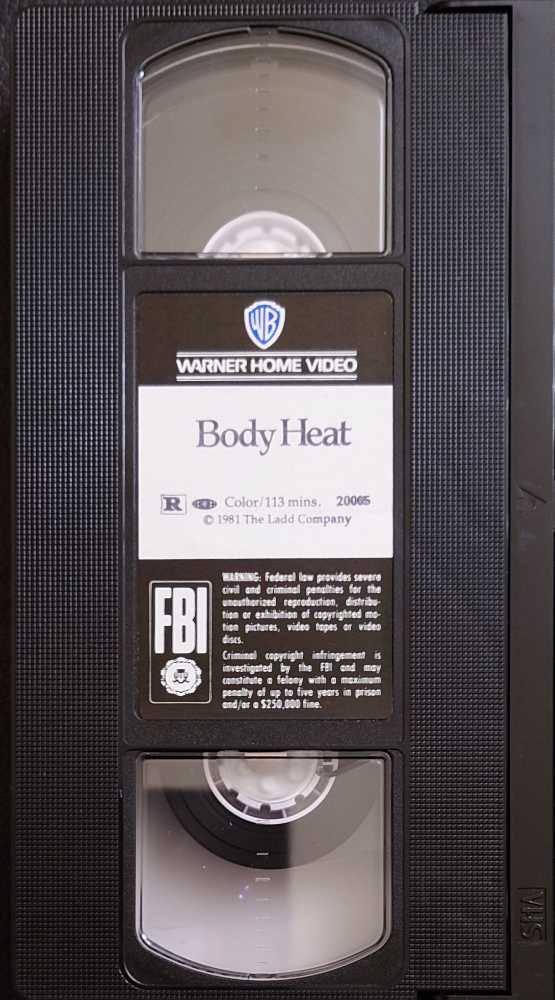 WB
WARNER HOME VIDEO
Body Heat
R Color/113 mins. 20005
© 1981 The Ladd Company
FBI
WARNING: Federal law provides severe
civil and criminal penalties for the
unauthorized reproduction, distribu-
tion or exhibition of copyrighted mo-
tion pictures, video tapes or video
discs.
Criminal copyright infringement is
investigated by the FBI and may
constitute a felony with a maximum
penalty of up to five years in prison
and/or a $250,000 fine.
VHS